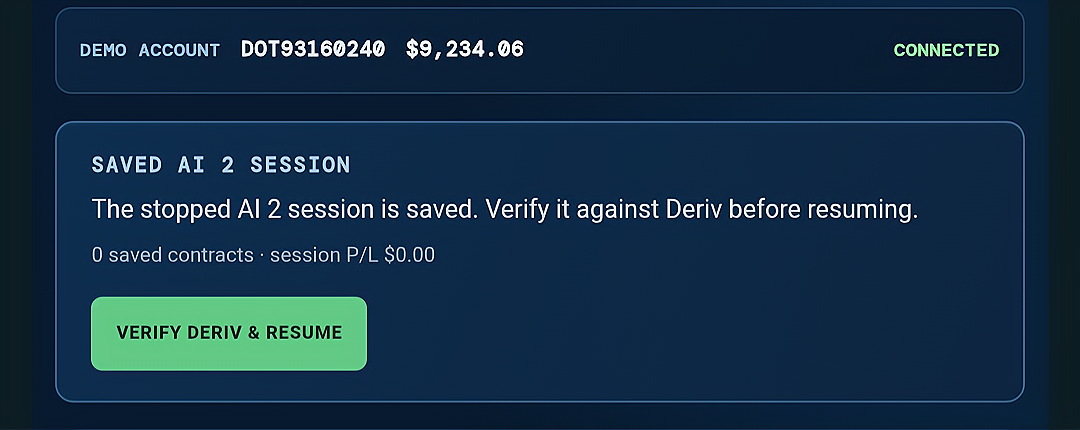 DEMO ACCOUNT DOT93160240 $9,234.06 CONNECTED
SAVED AI 2 SESSION
The stopped AI 2 session is saved. Verify it against Deriv before resuming.
0 saved contracts · session P/L $0.00
VERIFY DERIV & RESUME